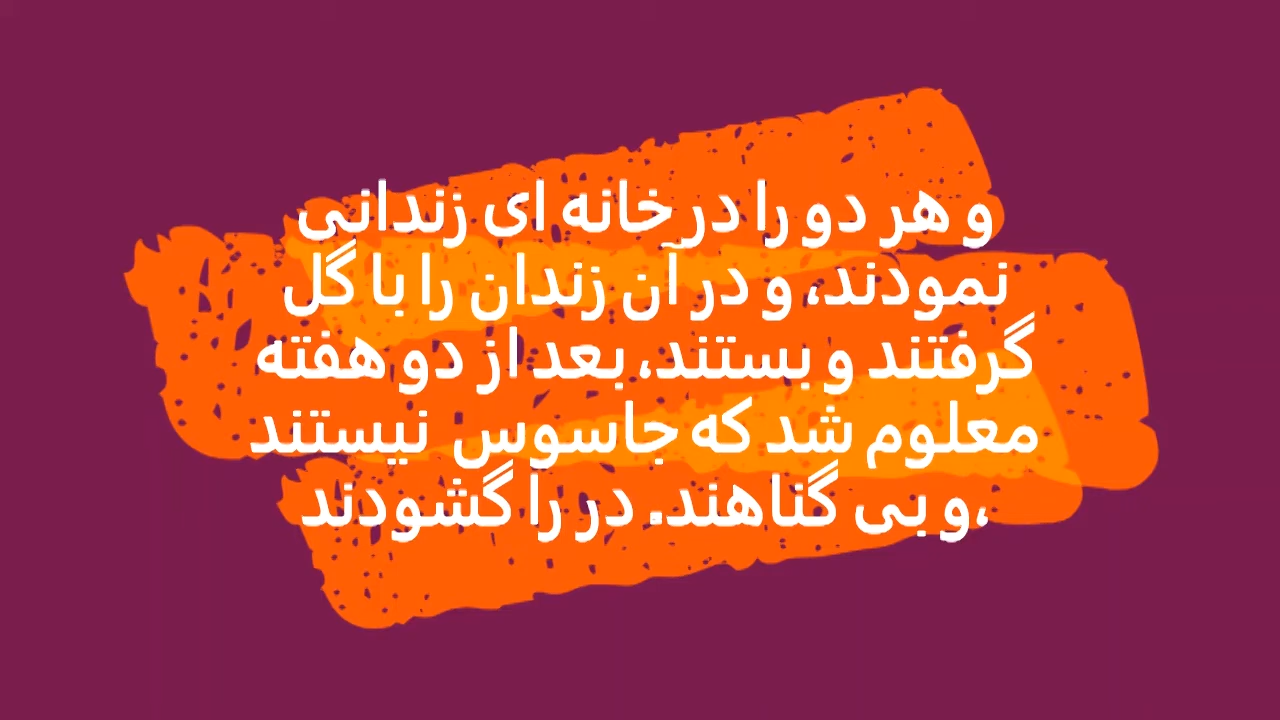 و هر دو را در خانه ای زندانی
نمودند، و در آن زندان را با گل
گرفتند و بستند، بعد از دو هفته
معلوم شد که جاسوس نیستند
،و بی گناهند. در را گشودند